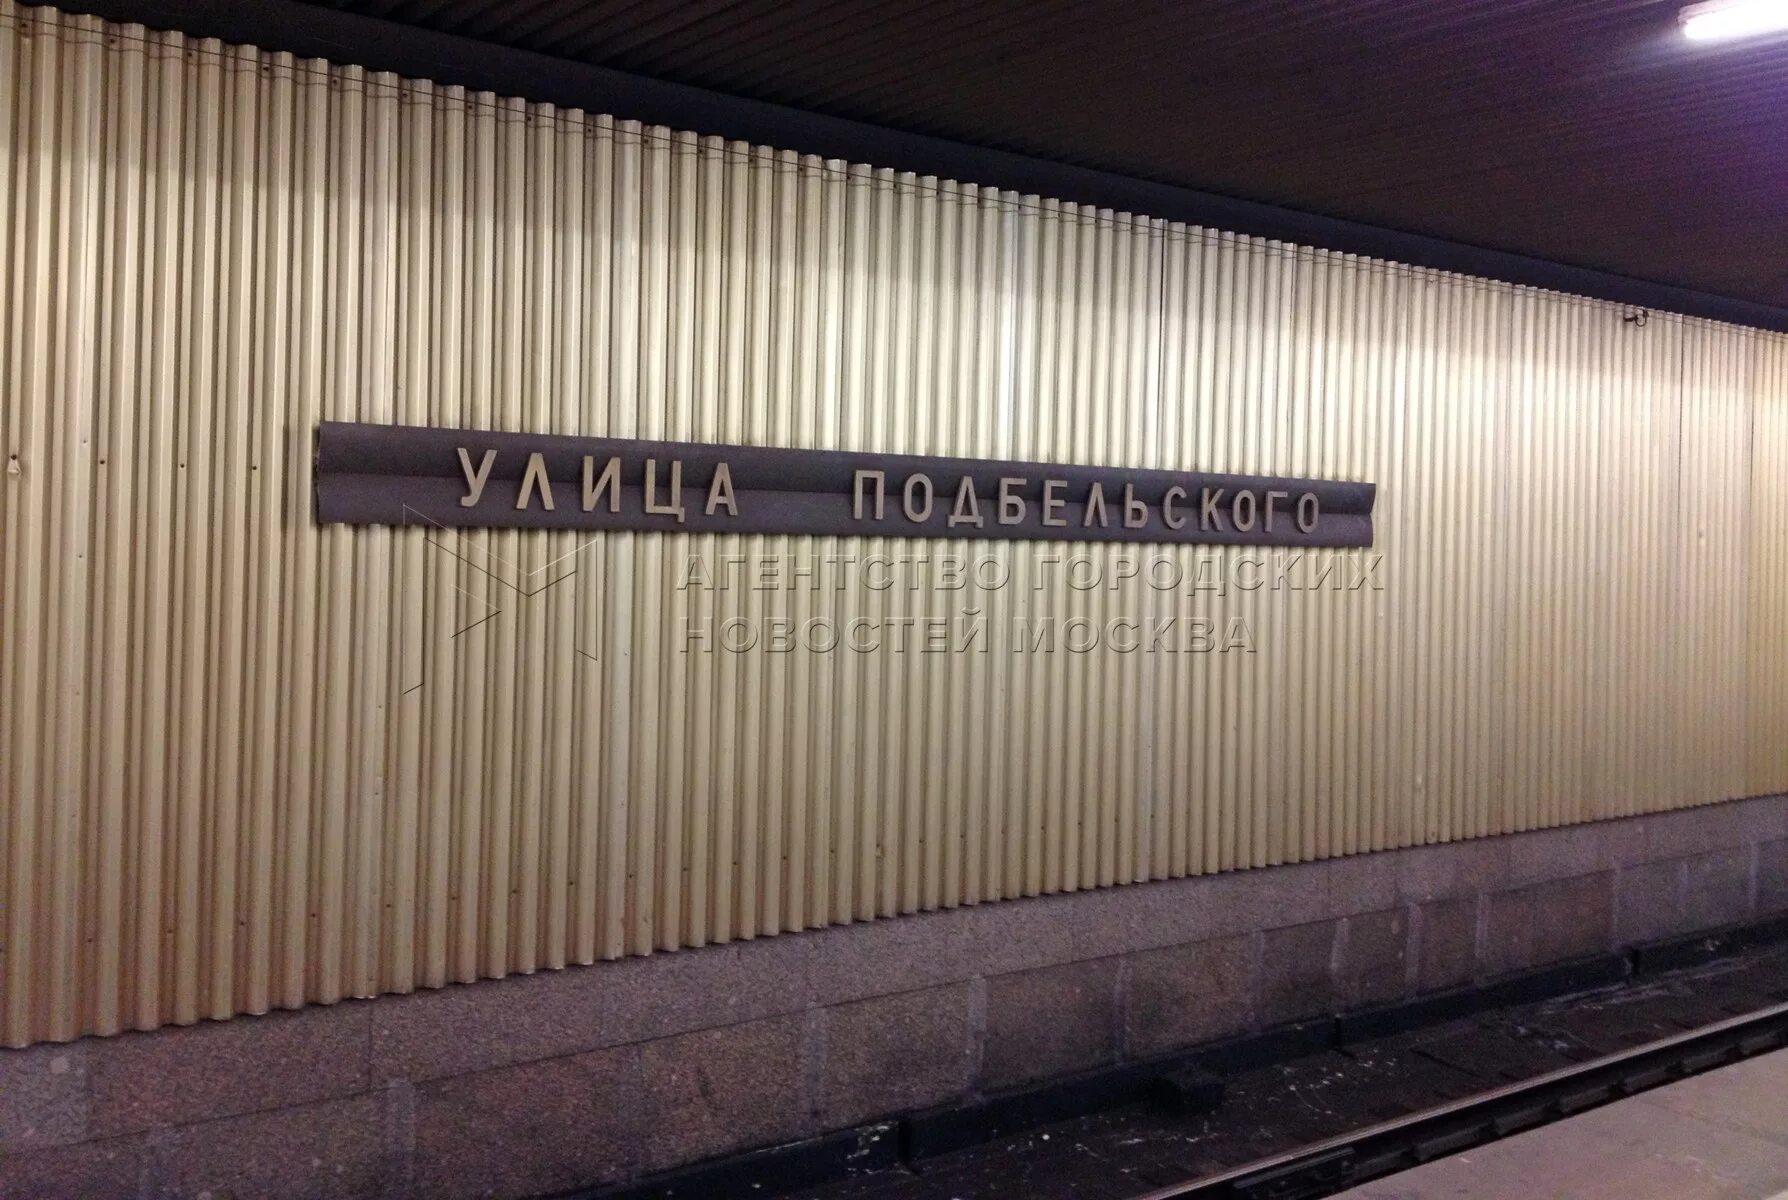 УЛИЦА ПОДБЕЛЬСКОГО
АГЕНТСТВО ГОРОДСКИХ
НОВОСТЕЙ МОСКВА